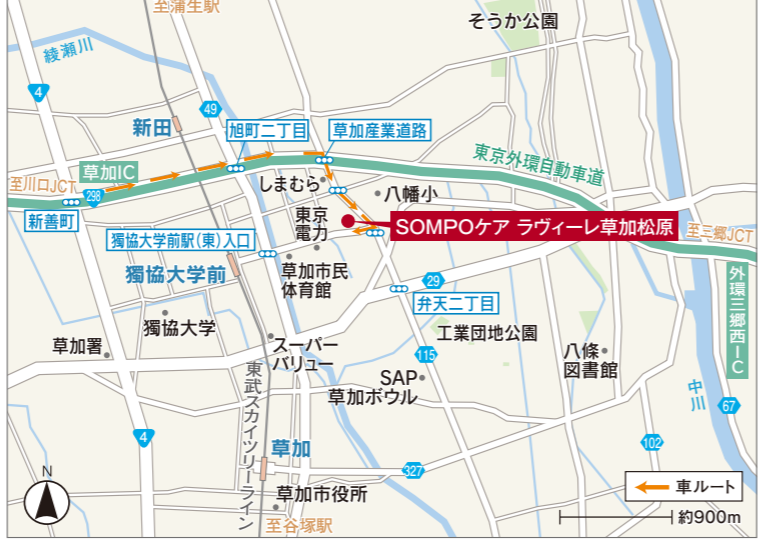 至蒲生駅
そうか公園
綾瀬川
4
49
新田
旭町二丁目
草加産業道路
東京外環自動車道
草加IC
至川口JCT
298
しまむら
八幡小
新善町
東京
電力
SOMPOケア ラヴィーレ草加松原
至三郷JCT
獨協大学前駅(東)入口
獨協大学前
草加市民
体育館
29
外環三郷西IC
弁天二丁目
獨協大学
工業団地公園
草加署
スーパー
バリュー
115
八條
図書館
SAP
草加ボウル
中川
67
東武スカイツリーライン
4
草加
102
327
N
車ルート
草加市役所
約900m
至谷塚駅